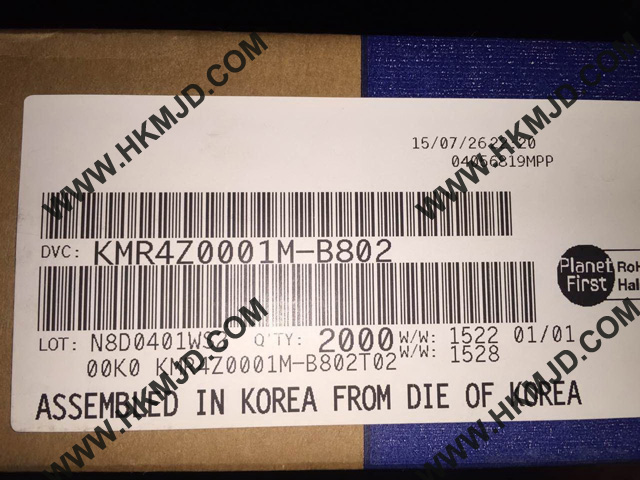 15/07/26
04066819MPP
DVC: KMR4Z0001M-B802
Planet First
RoH
Hal
LOT: N8D0401WS Q'TY: 2000 W/W: 1522 01/01
W/W: 1528
00K0 KMR4Z0001M-B802T02
ASSEMBLED IN KOREA FROM DIE OF KOREA
WWW.HKMJD.COM
WWW.HKMJD.COM
WWW.HKMJD.COM
WWW.HKMJD.COM